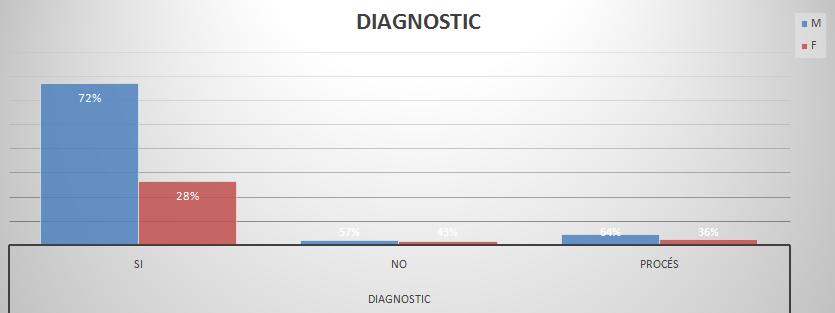 DIAGNOSTIC
M
F
72%
28%
57%
43%
64%
36%
SI
NO
PROCÉS
DIAGNOSTIC